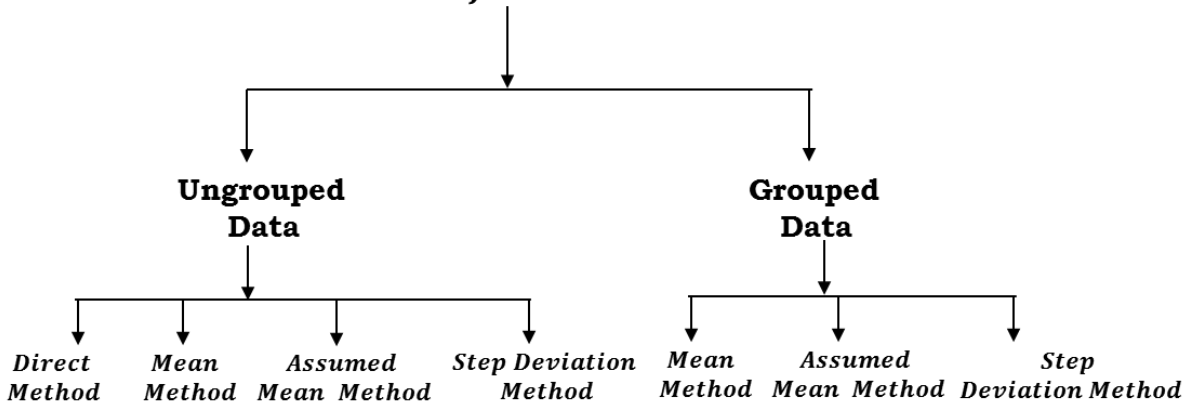 Ungrouped
Data
Grouped
Data
Direct
Method
Mean
Method
Assumed
Mean Method
Step Deviation
Method
Mean
Method
Assumed
Mean Method
Step
Deviation Method